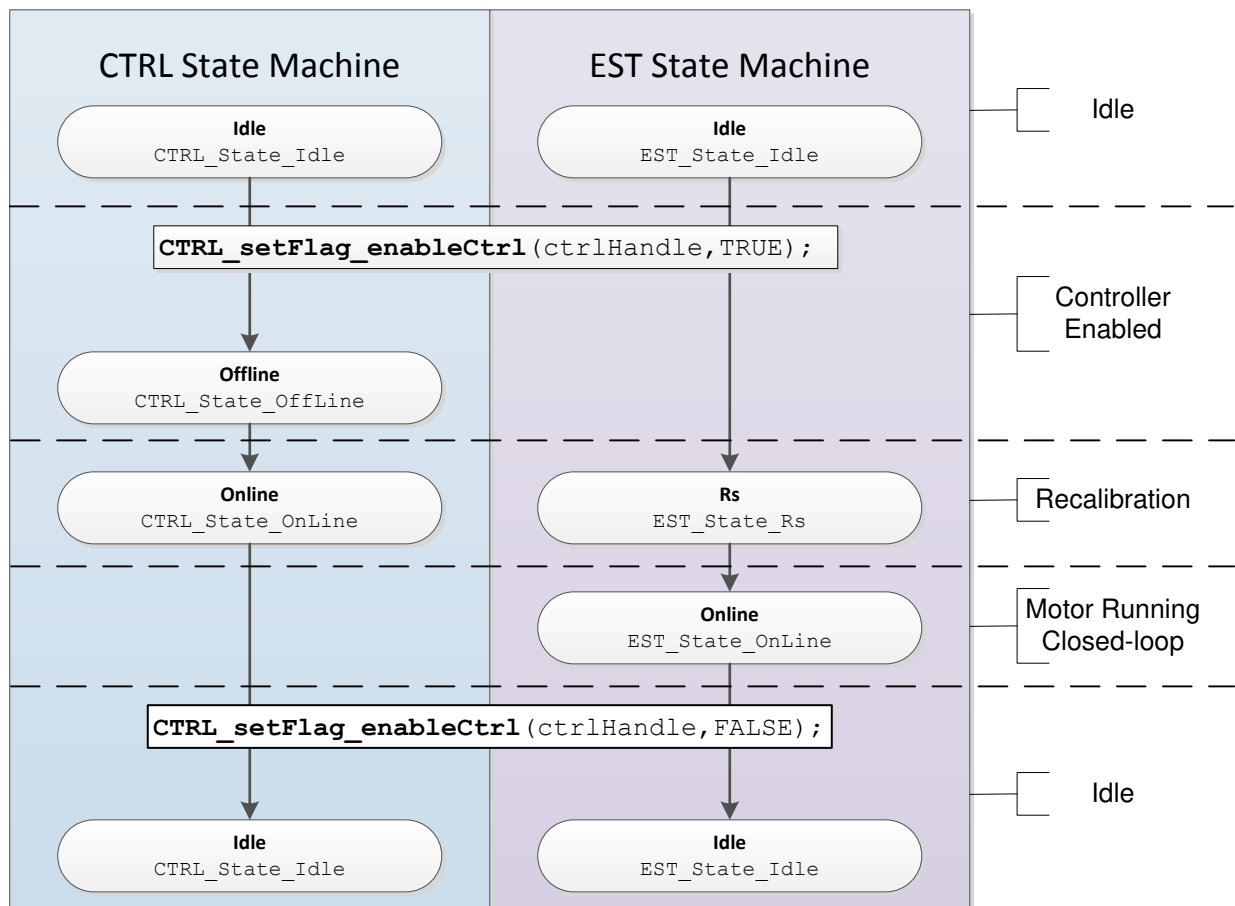 CTRL State Machine
EST State Machine
Idle
CTRL_State_Idle
Idle
EST_State_Idle
Idle
CTRL_setFlag_enableCtrl(ctrlHandle,TRUE);
Controller
Enabled
Offline
CTRL_State_OffLine
Online
CTRL_State_OnLine
Rs
EST_State_Rs
Recalibration
Online
EST_State_OnLine
Motor Running
Closed-loop
CTRL_setFlag_enableCtrl(ctrlHandle,FALSE);
Idle
Idle
CTRL_State_Idle
Idle
EST_State_Idle